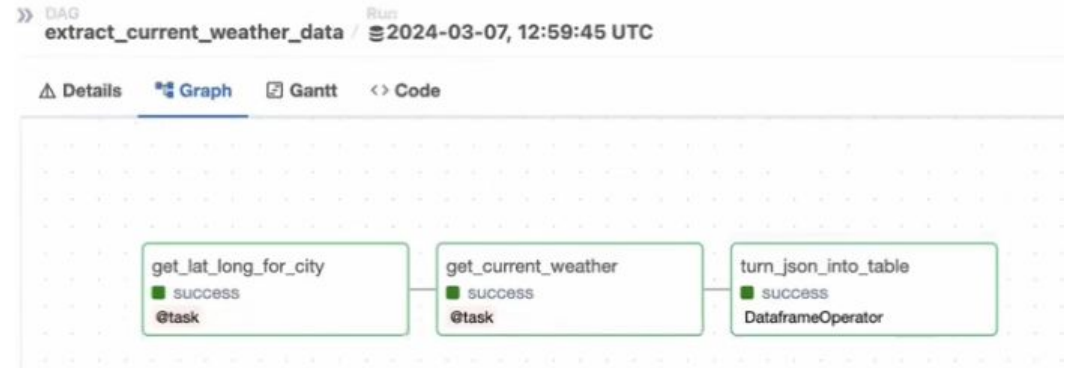 DAG Run
extract_current_weather_data / 2024-03-07, 12:59:45 UTC
Details Graph Gantt <> Code
get_lat_long_for_city get_current_weather turn_json_into_table
success success success
@task @task DataframeOperator